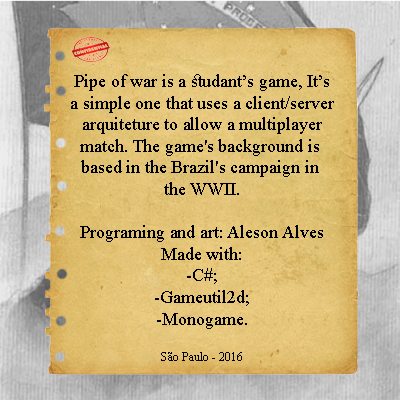 CONFIDENTIAL
Pipe of war is a študant's game, It's
a simple one that uses a client/server
arquiteture to allow a multiplayer
match. The game's background is
based in the Brazil's campaign in
the WWII.
Programing and art: Aleson Alves
Made with:
-C#;
-Gameutil2d;
-Monogame.
São Paulo - 2016